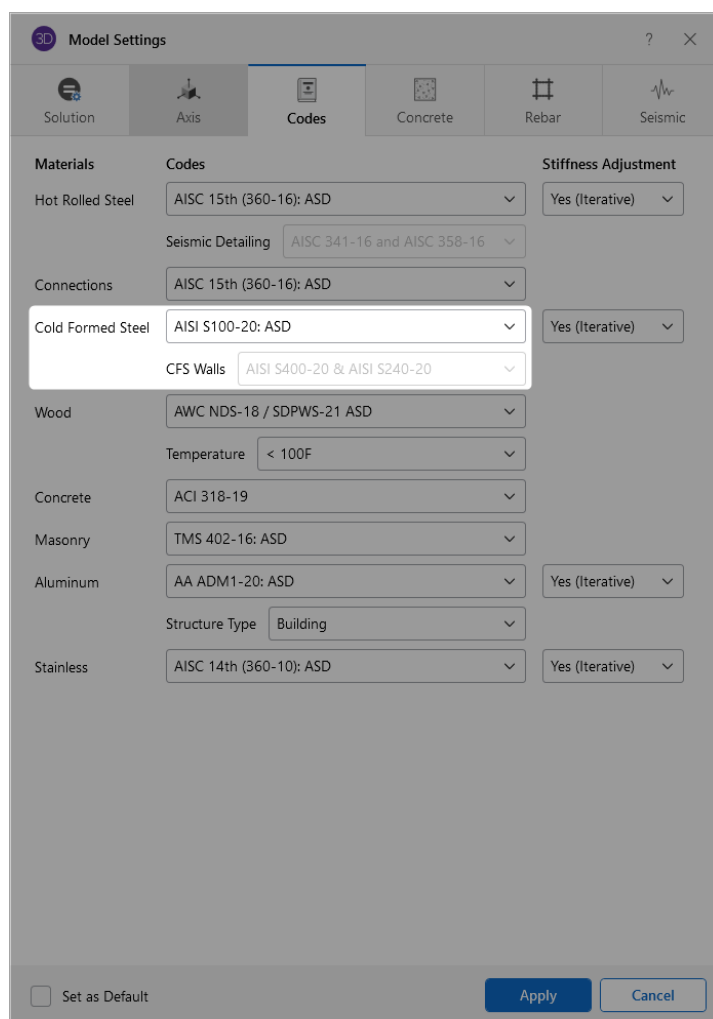 3D Model Settings ? ×
Solution Axis Codes Concrete Rebar Seismic
Materials Codes Stiffness Adjustment
Hot Rolled Steel AISC 15th (360-16): ASD Yes (Iterative)
Seismic Detailing AISC 341-16 and AISC 358-16
Connections AISC 15th (360-16): ASD
Cold Formed Steel AISI S100-20: ASD Yes (Iterative)
CFS Walls AISI S400-20 & AISI S240-20
Wood AWC NDS-18 / SDPWS-21 ASD
Temperature < 100F
Concrete ACI 318-19
Masonry TMS 402-16: ASD
Aluminum AA ADM1-20: ASD Yes (Iterative)
Structure Type Building
Stainless AISC 14th (360-10): ASD Yes (Iterative)
Set as Default Apply Cancel